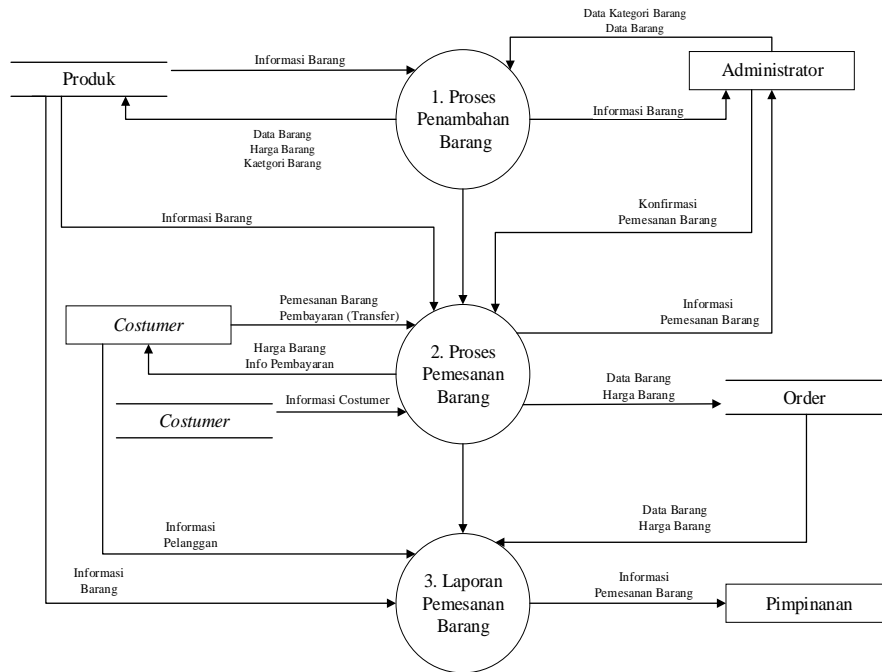 Data Kategori Barang
Data Barang
Informasi Barang
Produk
Administrator
1. Proses
Penambahan
Barang
Informasi Barang
Data Barang
Harga Barang
Kaetgori Barang
Informasi Barang
Konfirmasi
Pemesanan Barang
Pemesanan Barang
Pembayaran (Transfer)
Costumer
Informasi
Pemesanan Barang
Harga Barang
Info Pembayaran
2. Proses
Pemesanan
Barang
Data Barang
Harga Barang
Order
Informasi Costumer
Costumer
Data Barang
Harga Barang
Informasi
Pelanggan
Informasi
Barang
3. Laporan
Pemesanan
Barang
Informasi
Pemesanan Barang
Pimpinanan